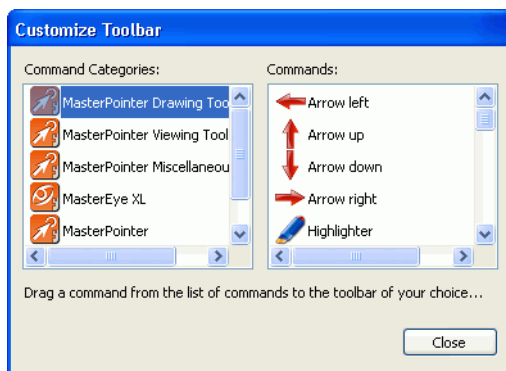 Customize Toolbar
Command Categories:
Commands:
MasterPointer Drawing Too
MasterPointer Viewing Tool
MasterPointer Miscellaneou
MasterEye XL
MasterPointer
Arrow left
Arrow up
Arrow down
Arrow right
Highlighter
Drag a command from the list of commands to the toolbar of your choice...
Close